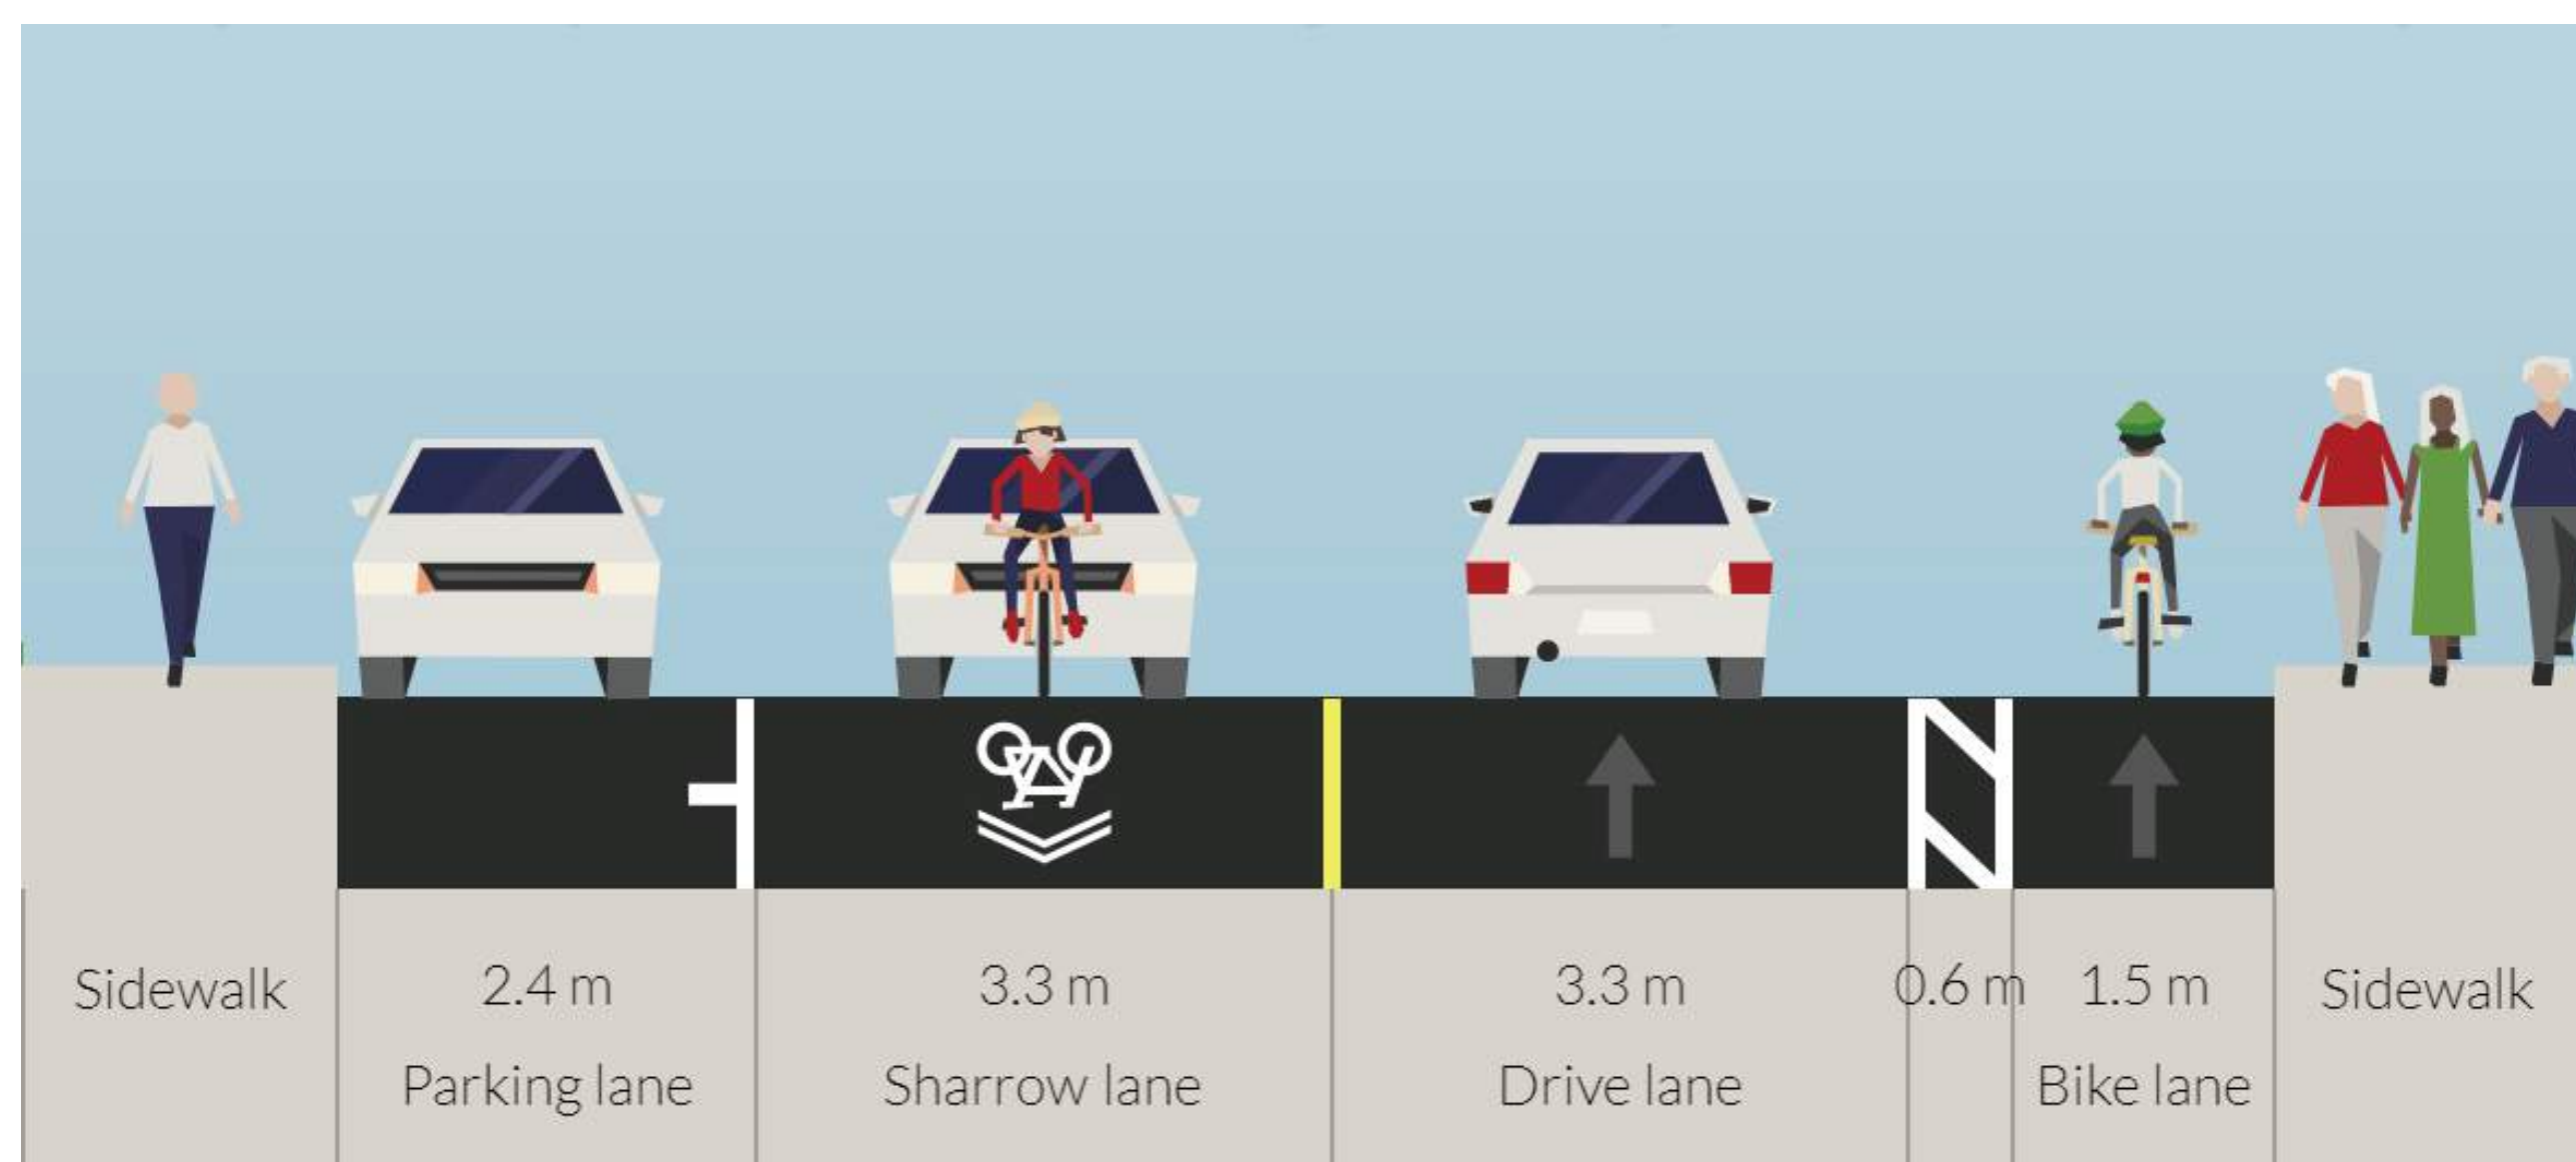 Sidewalk
2.4 m
Parking lane
3.3 m
Sharrow lane
3.3 m
Drive lane
0.6 m
1.5 m
Bike lane
Sidewalk